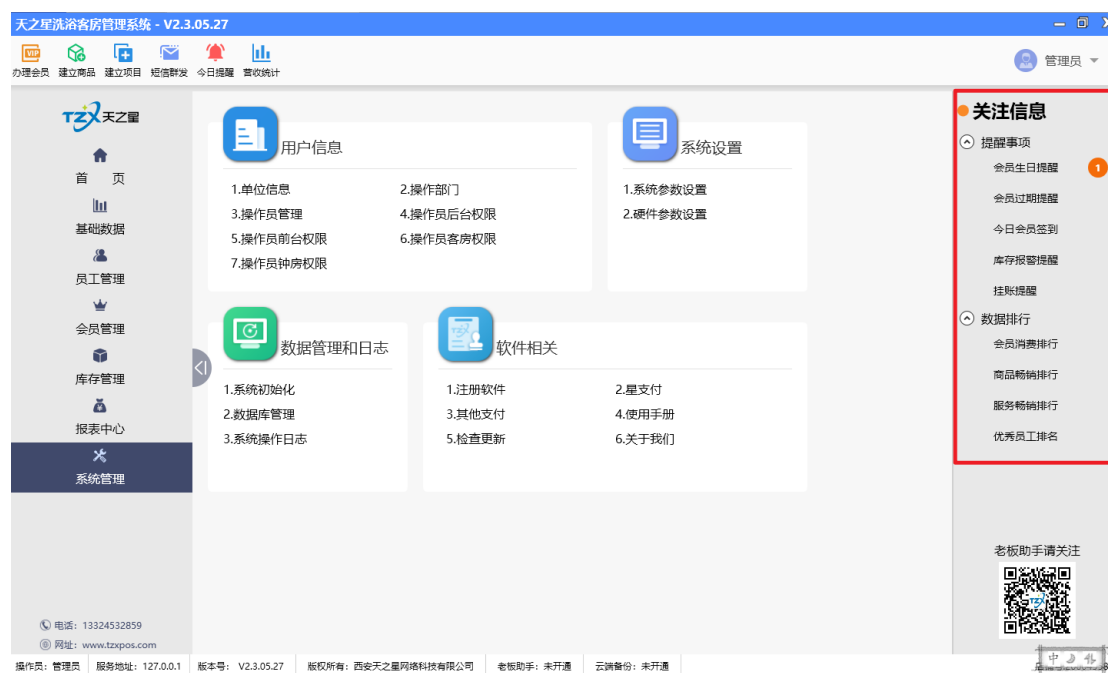 天之星洗浴客房管理系统 - V2.3.05.27
VIP
办理会员 建立商品 建立项目 短信群发 今日提醒 营收统计
管理员
TZX天之星
首 页
基础数据
员工管理
会员管理
库存管理
报表中心
系统管理
电话: 13324532859
网址: www.tzxpos.com
用户信息
1.单位信息 2.操作部门
3.操作员管理 4.操作员后台权限
5.操作员前台权限 6.操作员客房权限
7.操作员钟房权限
系统设置
1.系统参数设置
2.硬件参数设置
数据管理和日志
1.系统初始化
2.数据库管理
3.系统操作日志
软件相关
1.注册软件 2.星支付
3.其他支付 4.使用手册
5.检查更新 6.关于我们
关注信息
提醒事项
会员生日提醒 1
会员过期提醒
今日会员签到
库存报警提醒
挂账提醒
数据排行
会员消费排行
商品畅销排行
服务畅销排行
优秀员工排名
老板助手请关注
TZX
操作员: 管理员 服务地址: 127.0.0.1 版本号: V2.3.05.27 版权所有: 西安天之星网络科技有限公司 老板助手: 未开通 云端备份: 未开通
中